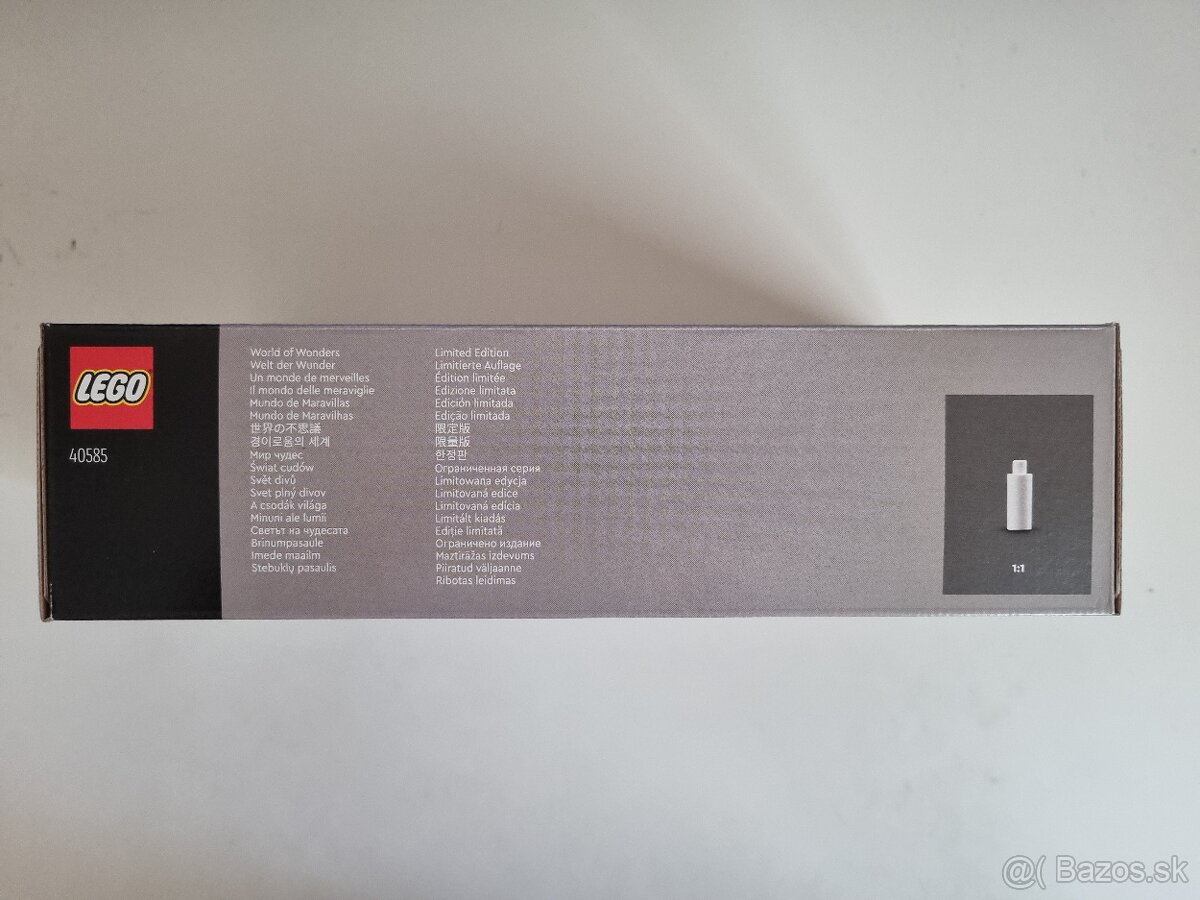 LEGO
40585
World of Wonders
Welt der Wunder
Un monde de merveilles
Il mondo delle meraviglie
Mundo de Maravillas
Mundo de Maravilhas
世界の不思議
경이로움의 세계
Мир чудес
Świat cudów
Svět divů
Svet plný divov
A csodák világa
Minuni ale lumii
Светът на чудесата
Brīnumpasaule
Imede maailm
Stebuklų pasaulis
Limited Edition
Limitierte Auflage
Édition limitée
Edizione limitata
Edición limitada
Edição limitada
限定版
限量版
한정판
Ограниченная серия
Limitowana edycja
Limitovaná edice
Limitovaná edícia
Limitált kiadás
Ediție limitată
Ограничено издание
Maztirāžas izdevums
Piiratud väljaanne
Ribotas leidimas
1:1
@( Bazos.sk